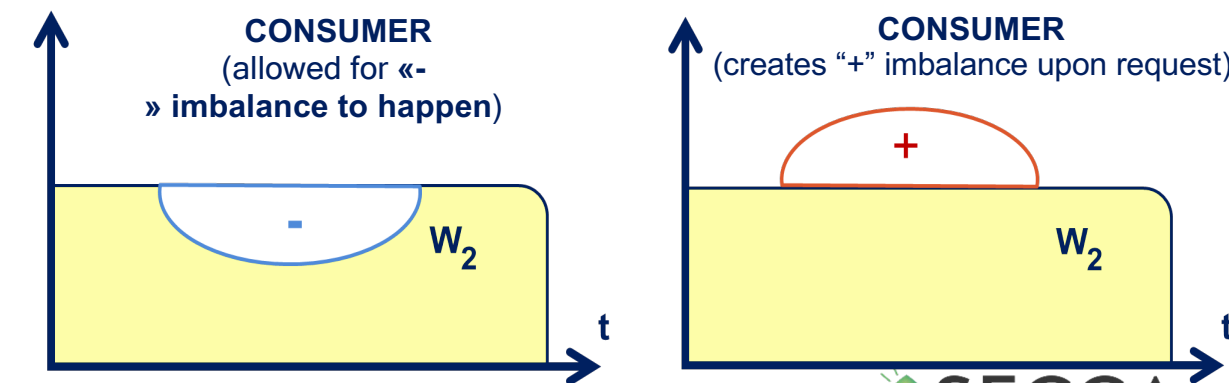 CONSUMER
(allowed for «-
» imbalance to happen)
-
W2
t
CONSUMER
(creates “+” imbalance upon request)
+
W2
t